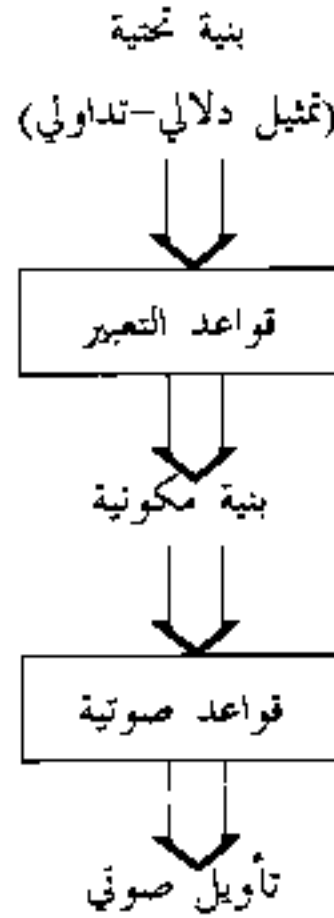 بنية تحتية
(تمثيل دلالي-تداولي)
قواعد التعبير
بنية مكونية
قواعد صوتية
تأويل صوتي